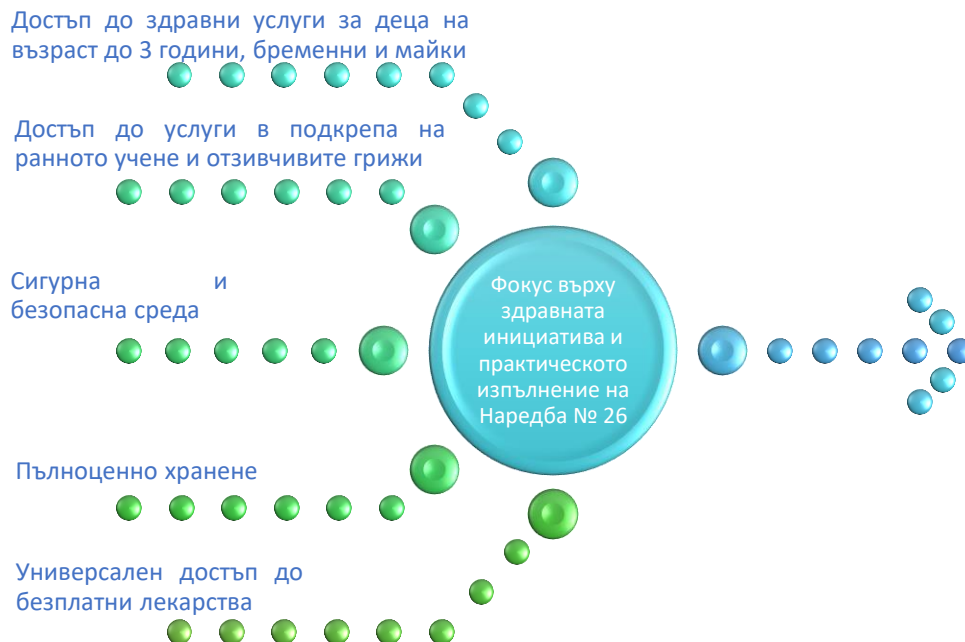 Достъп до здравни услуги за деца на
възраст до 3 години, бременни и майки
Достъп до услуги в подкрепа на
ранното учене и отзивчивите грижи
Сигурна и
безопасна среда
Фокус върху
здравната
инициатива и
практическото
изпълнение на
Наредба № 26
Пълноценно хранене
Универсален достъп до
безплатни лекарства